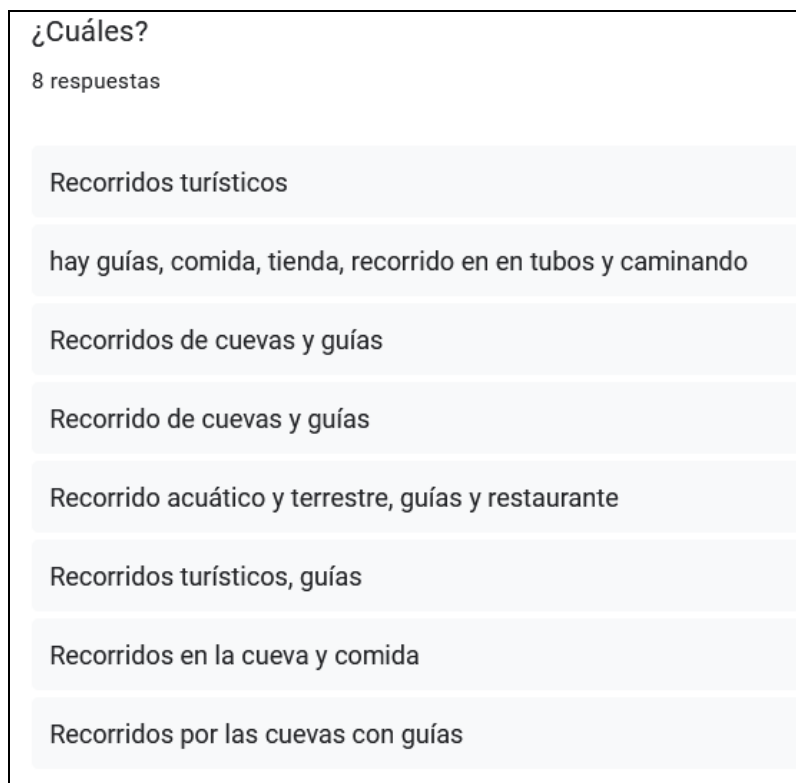 ¿Cuáles?
8 respuestas
Recorridos turísticos
hay guías, comida, tienda, recorrido en en tubos y caminando
Recorridos de cuevas y guías
Recorrido de cuevas y guías
Recorrido acuático y terrestre, guías y restaurante
Recorridos turísticos, guías
Recorridos en la cueva y comida
Recorridos por las cuevas con guías